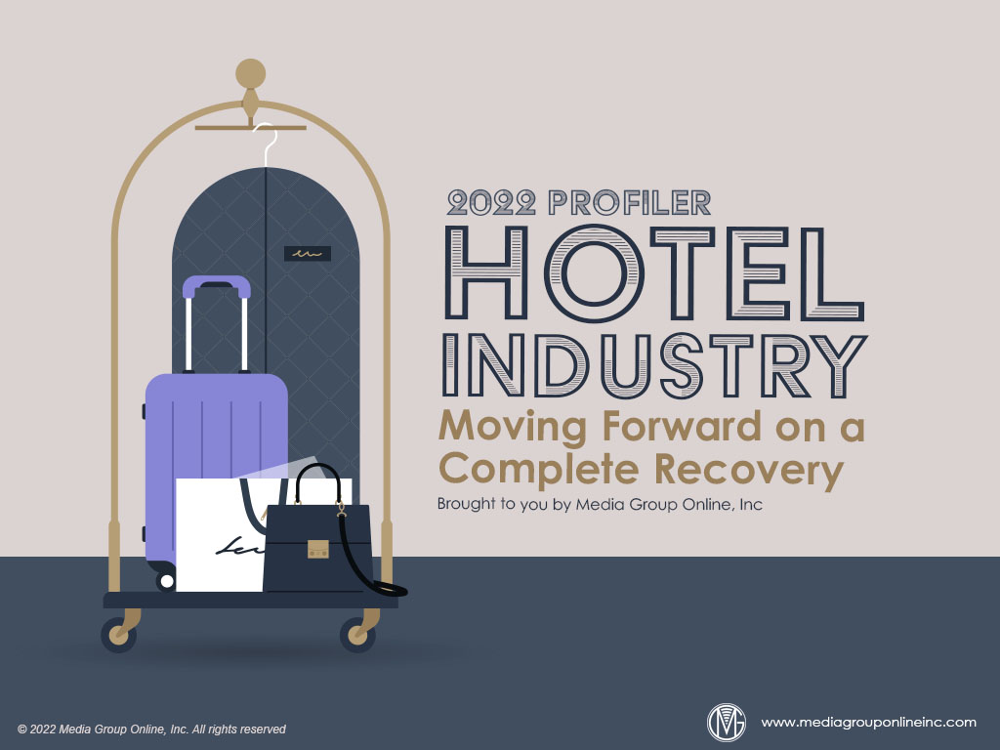 2022 PROFILER
HOTEL
INDUSTRY
Moving Forward on a
Complete Recovery
Brought to you by Media Group Online, Inc
© 2022 Media Group Online, Inc. All rights reserved
www.mediagrouponlineinc.com